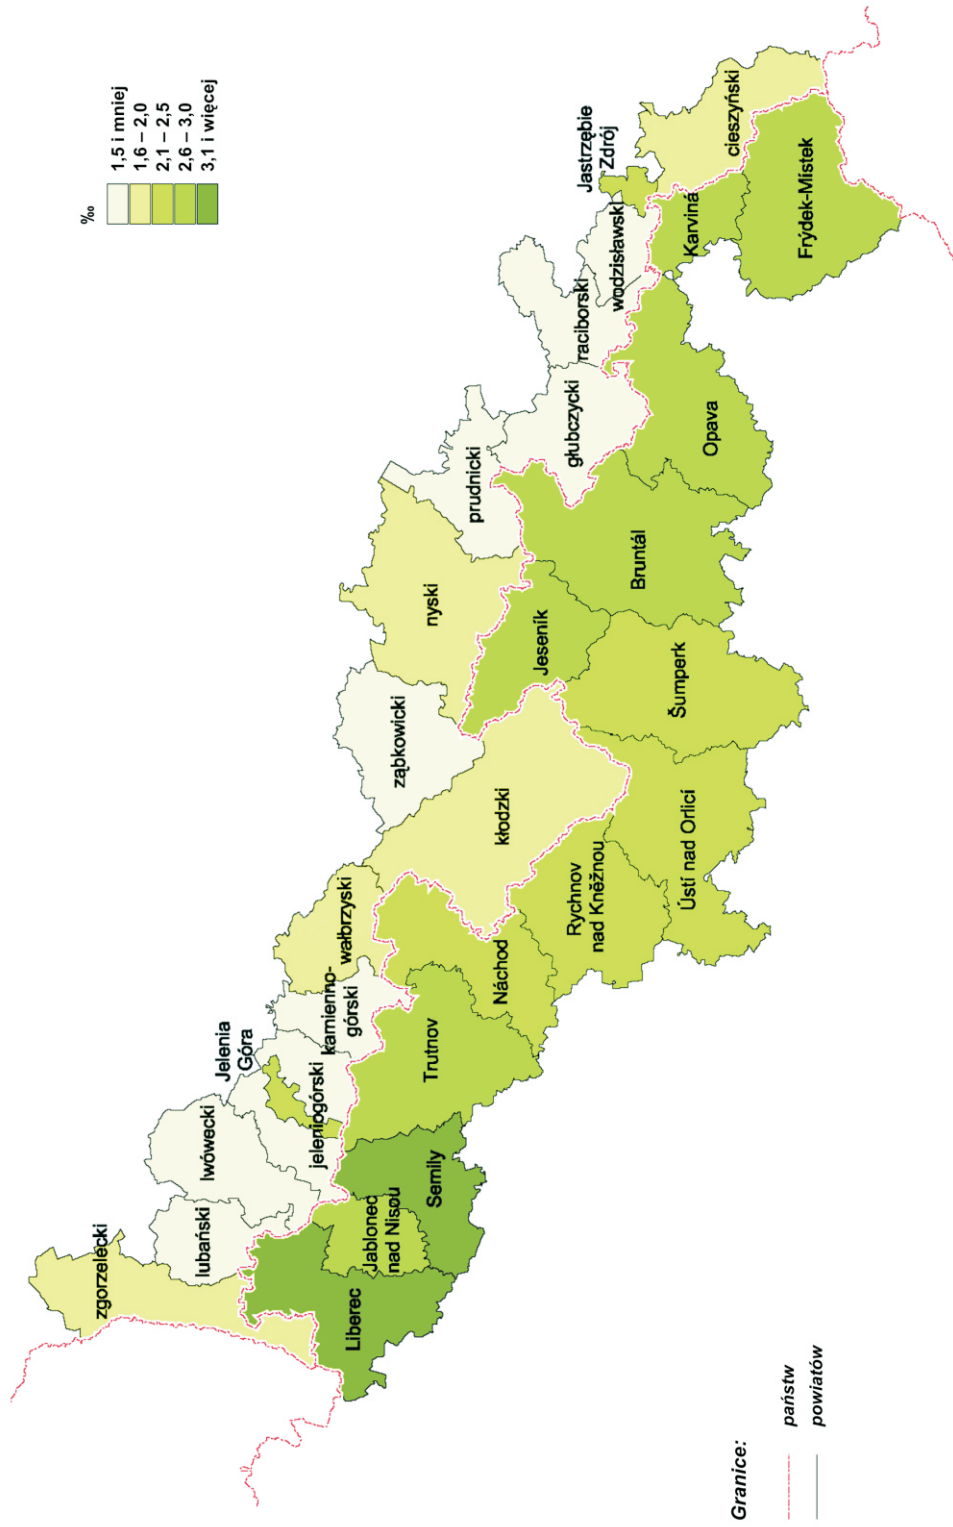 ‰
1,5 i mniej
1,6 – 2,0
2,1 – 2,5
2,6 – 3,0
3,1 i więcej
zgorzelecki
lubański
lwówecki
Jelenia
Góra
jeleniogórski
kamienno-
górski
wałbrzyski
kłodzki
ząbkowicki
nyski
prudnicki
głubczycki
raciborski
wodzisławski
Jastrzębie
Zdrój
cieszyński
Liberec
Jablonec
nad Nisou
Semily
Trutnov
Náchod
Rychnov
nad Kněžnou
Ústí nad Orlicí
Šumperk
Jeseník
Bruntál
Opava
Karviná
Frýdek-Mistek
Granice:
państw
powiatów